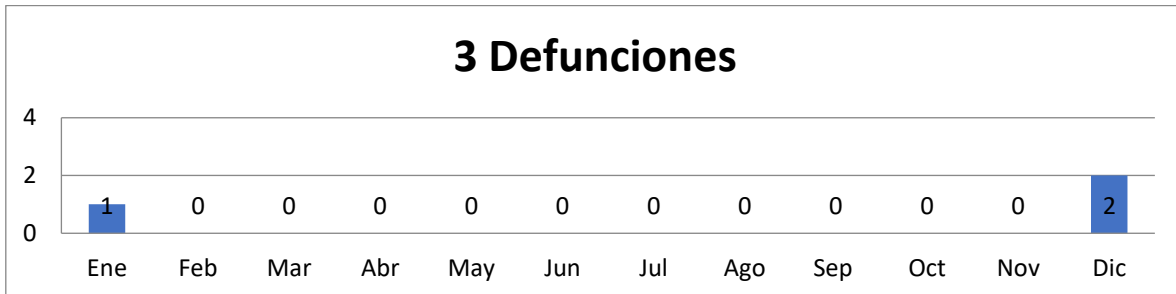 3 Defunciones
4
2
0
1 0 0 0 0 0 0 0 0 0 0 2
Ene Feb Mar Abr May Jun Jul Ago Sep Oct Nov Dic